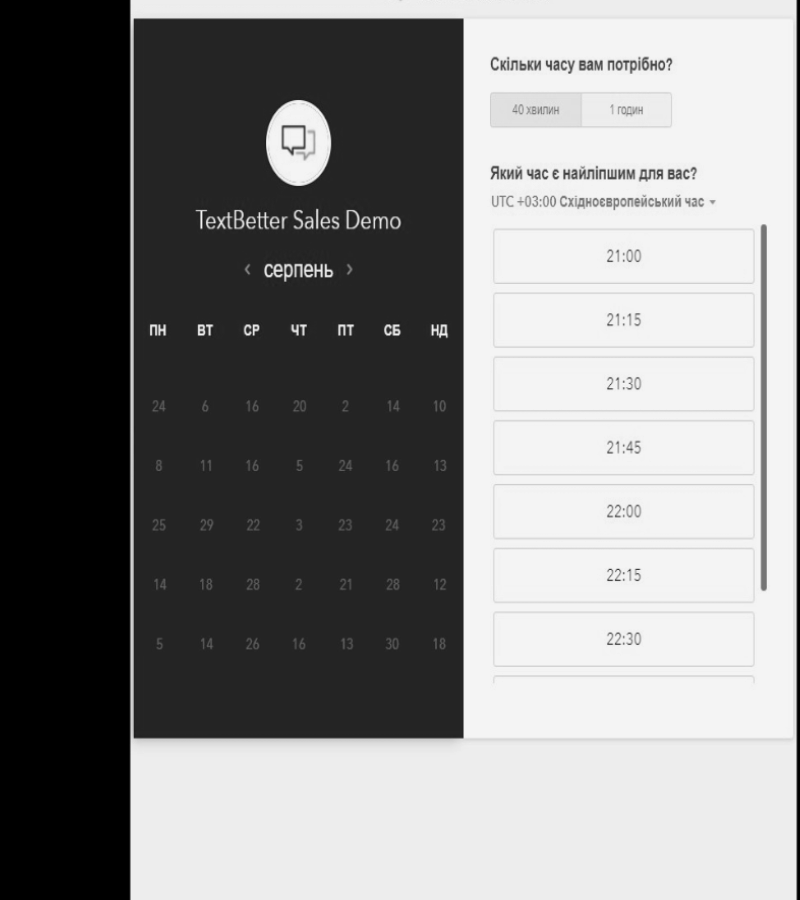 TextBetter Sales Demo
‹ серпень ›
ПН ВТ СР ЧТ ПТ СБ НД
24 6 16 20 2 14 10
8 11 16 5 24 16 13
25 29 22 3 23 24 23
14 18 28 2 21 28 12
5 14 26 16 13 30 18
Скільки часу вам потрібно?
40 хвилин 1 годин
Який час є найліпшим для вас?
UTC +03:00 Східноєвропейський час
21:00
21:15
21:30
21:45
22:00
22:15
22:30